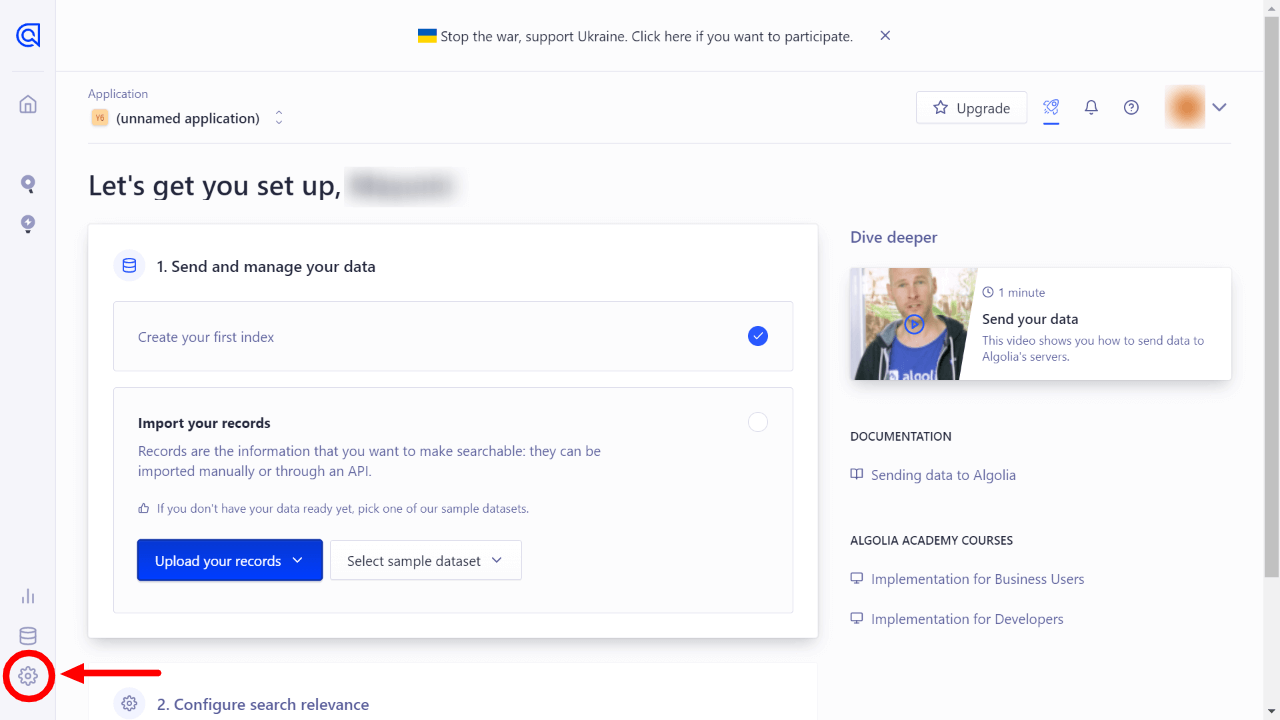 Stop the war, support Ukraine. Click here if you want to participate.
Application
Y6 (unnamed application)
Upgrade
Let's get you set up,
1. Send and manage your data
Create your first index
Import your records
Records are the information that you want to make searchable: they can be
imported manually or through an API.
If you don't have your data ready yet, pick one of our sample datasets.
Upload your records
Select sample dataset
2. Configure search relevance
Dive deeper
1 minute
Send your data
This video shows you how to send data to
Algolia's servers.
algolia
DOCUMENTATION
Sending data to Algolia
ALGOLIA ACADEMY COURSES
Implementation for Business Users
Implementation for Developers